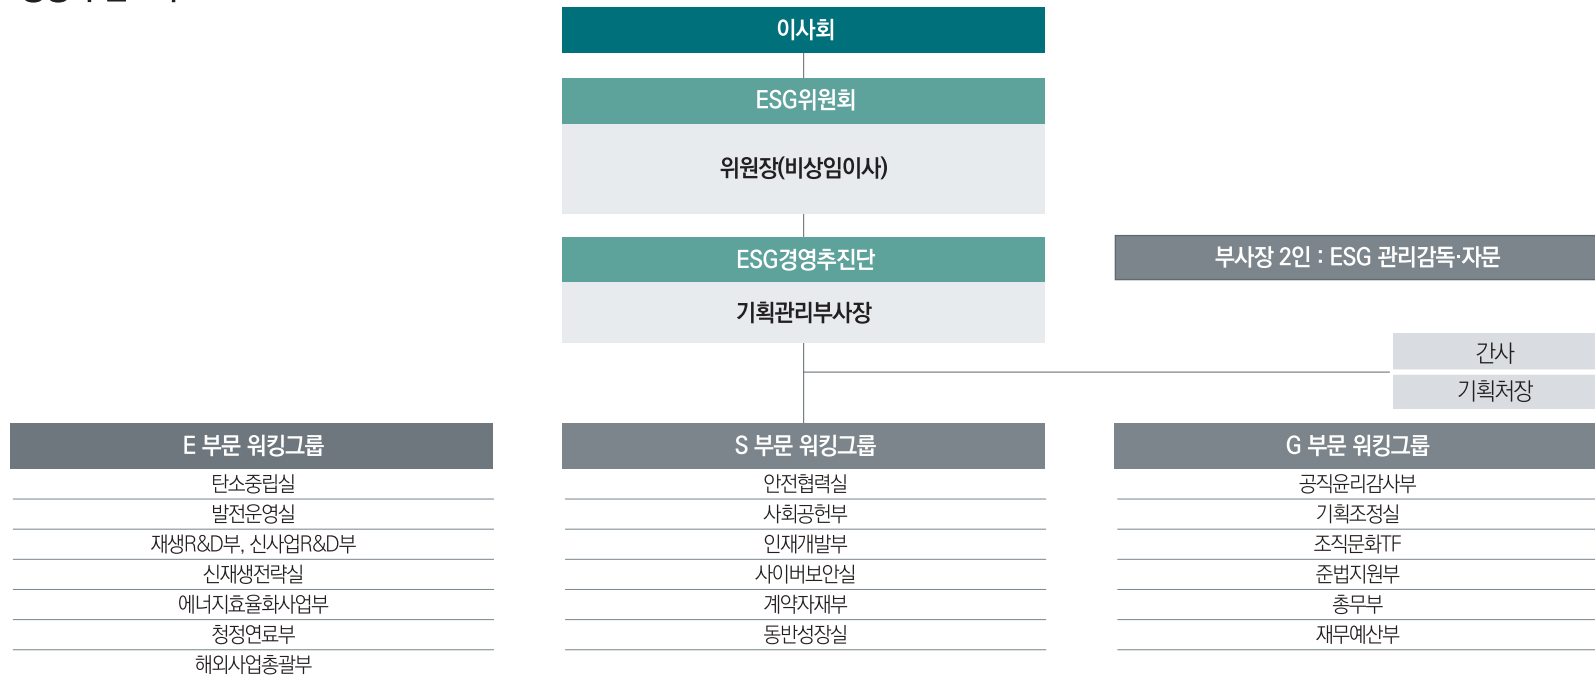 이사회
ESG위원회
위원장(비상임이사)
ESG경영추진단
기획관리부사장
부사장 2인 : ESG 관리감독·자문
간사
기획처장
E 부문 워킹그룹
탄소중립실
발전운영실
재생R&D부, 신사업R&D부
신재생전략실
에너지효율화사업부
청정연료부
해외사업총괄부
S 부문 워킹그룹
안전협력실
사회공헌부
인재개발부
사이버보안실
계약자재부
동반성장실
G 부문 워킹그룹
공직윤리감사부
기획조정실
조직문화TF
준법지원부
총무부
재무예산부